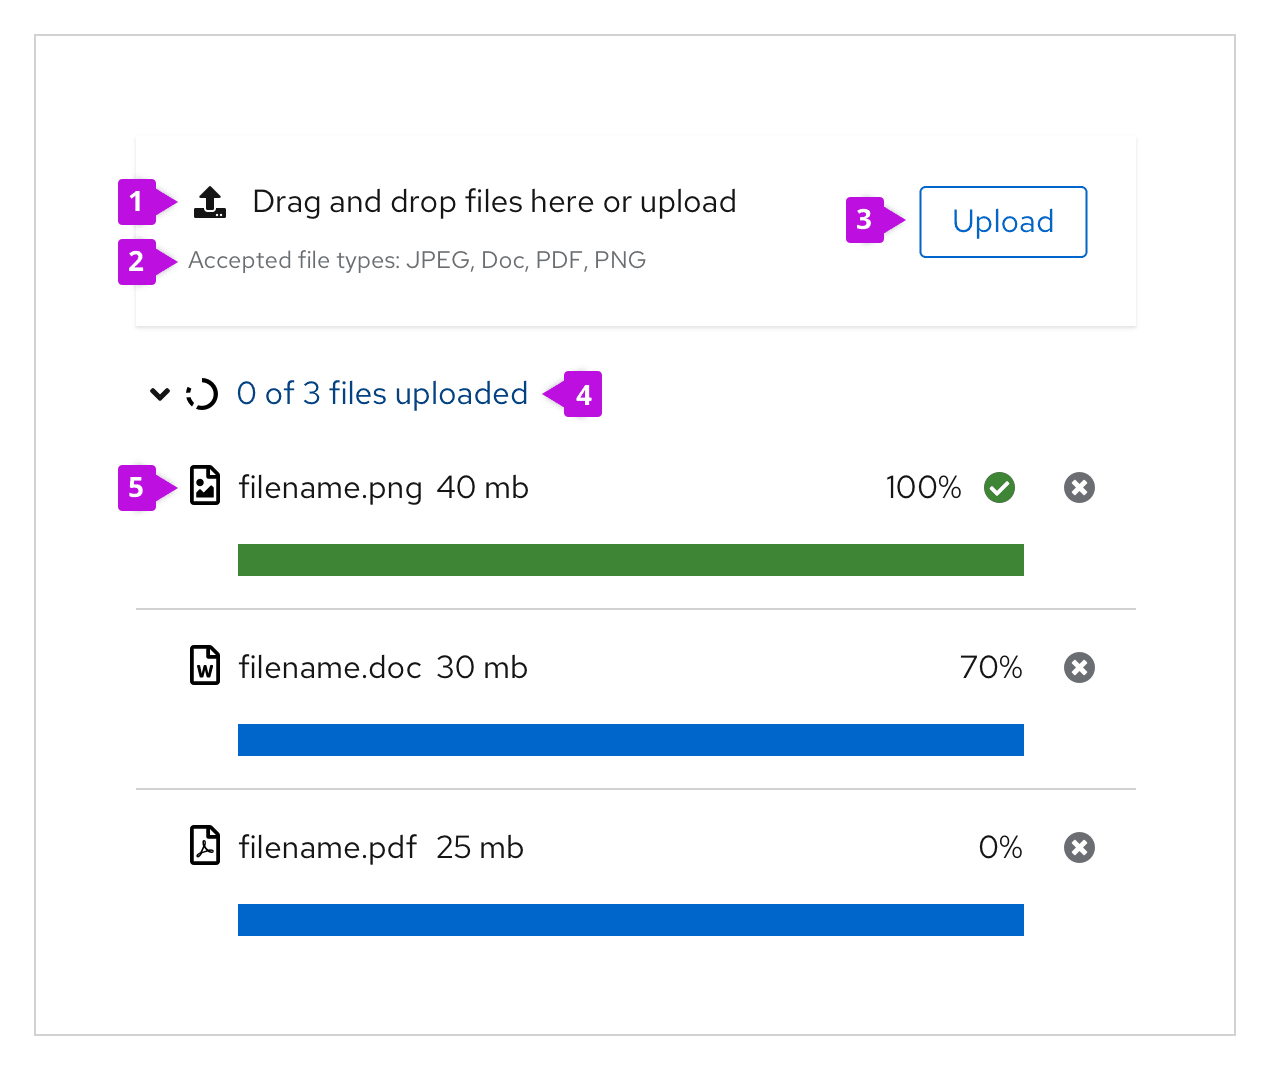 1 Drag and drop files here or upload
3 Upload
2 Accepted file types: JPEG, Doc, PDF, PNG
0 of 3 files uploaded 4
5 filename.png 40 mb 100%
W filename.doc 30 mb 70%
filename.pdf 25 mb 0%